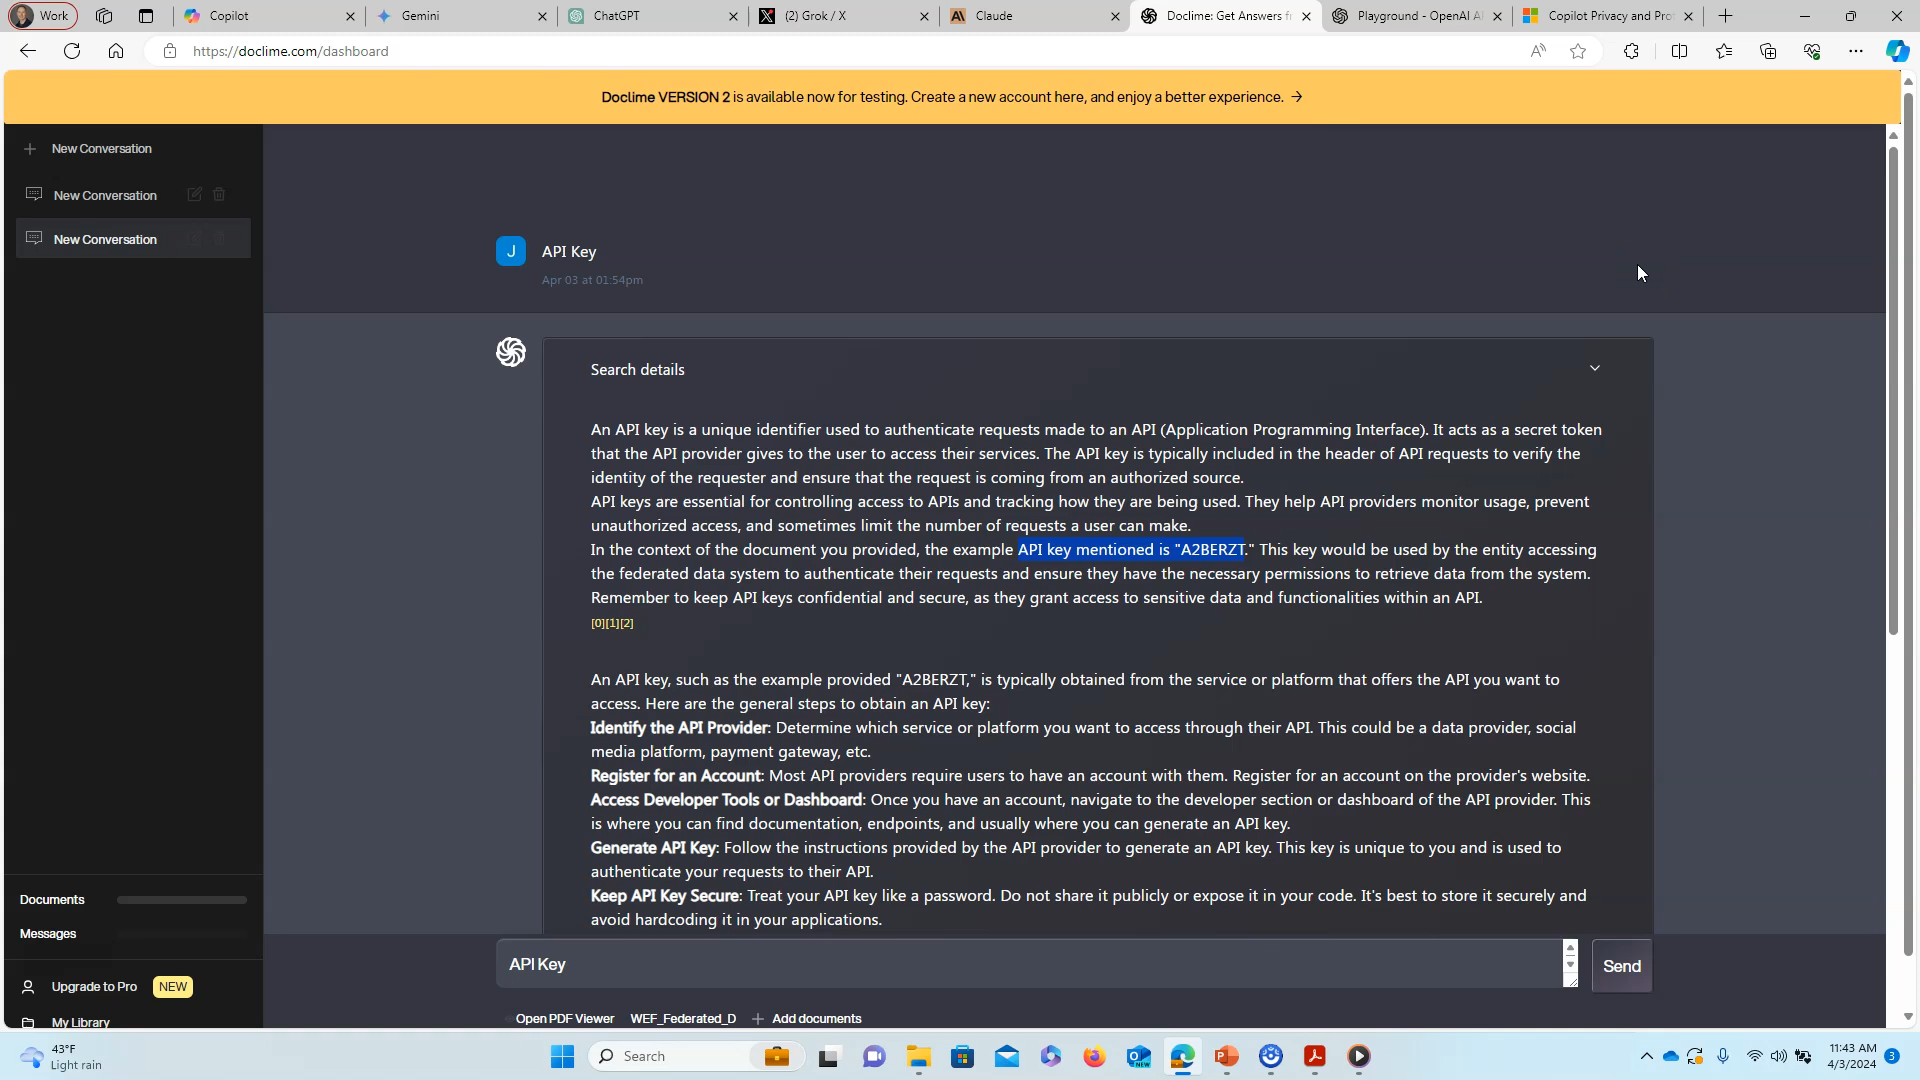 Work
Copilot
Gemini
ChatGPT
(2) Grok / X
Claude
Doclime: Get Answers fr
Playground - OpenAI A
Copilot Privacy and Pro
https://doclime.com/dashboard
Doclime VERSION 2 is available now for testing. Create a new account here, and enjoy a better experience. →
+ New Conversation
New Conversation
New Conversation
J API Key
Apr 03 at 01:54pm
Search details
An API key is a unique identifier used to authenticate requests made to an API (Application Programming Interface). It acts as a secret token
that the API provider gives to the user to access their services. The API key is typically included in the header of API requests to verify the
identity of the requester and ensure that the request is coming from an authorized source.
API keys are essential for controlling access to APIs and tracking how they are being used. They help API providers monitor usage, prevent
unauthorized access, and sometimes limit the number of requests a user can make.
In the context of the document you provided, the example API key mentioned is "A2BERZT." This key would be used by the entity accessing
the federated data system to authenticate their requests and ensure they have the necessary permissions to retrieve data from the system.
Remember to keep API keys confidential and secure, as they grant access to sensitive data and functionalities within an API.
[0][1][2]
An API key, such as the example provided "A2BERZT," is typically obtained from the service or platform that offers the API you want to
access. Here are the general steps to obtain an API key:
Identify the API Provider: Determine which service or platform you want to access through their API. This could be a data provider, social
media platform, payment gateway, etc.
Register for an Account: Most API providers require users to have an account with them. Register for an account on the provider's website.
Access Developer Tools or Dashboard: Once you have an account, navigate to the developer section or dashboard of the API provider. This
is where you can find documentation, endpoints, and usually where you can generate an API key.
Generate API Key: Follow the instructions provided by the API provider to generate an API key. This key is unique to you and is used to
authenticate your requests to their API.
Keep API Key Secure: Treat your API key like a password. Do not share it publicly or expose it in your code. It's best to store it securely and
avoid hardcoding it in your applications.
Documents
Messages
Upgrade to Pro NEW
My Library
API Key
Send
Open PDF Viewer WEF_Federated_D + Add documents
43°F
Light rain
Search
11:43 AM
4/3/2024
3